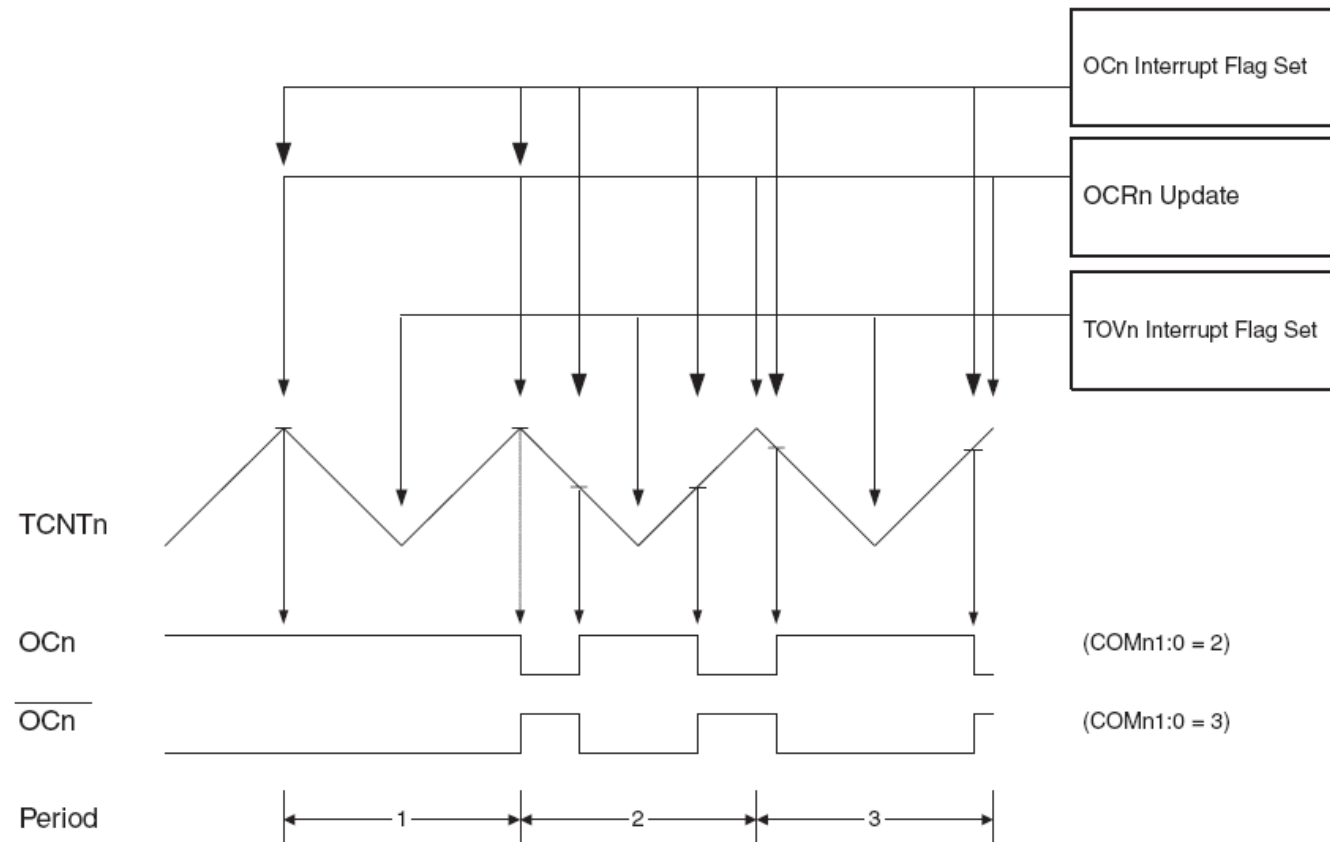 OCn Interrupt Flag Set
OCRn Update
TOVn Interrupt Flag Set
TCNTn
OCn
(COMn1:0 = 2)
OCn
(COMn1:0 = 3)
Period
1
2
3